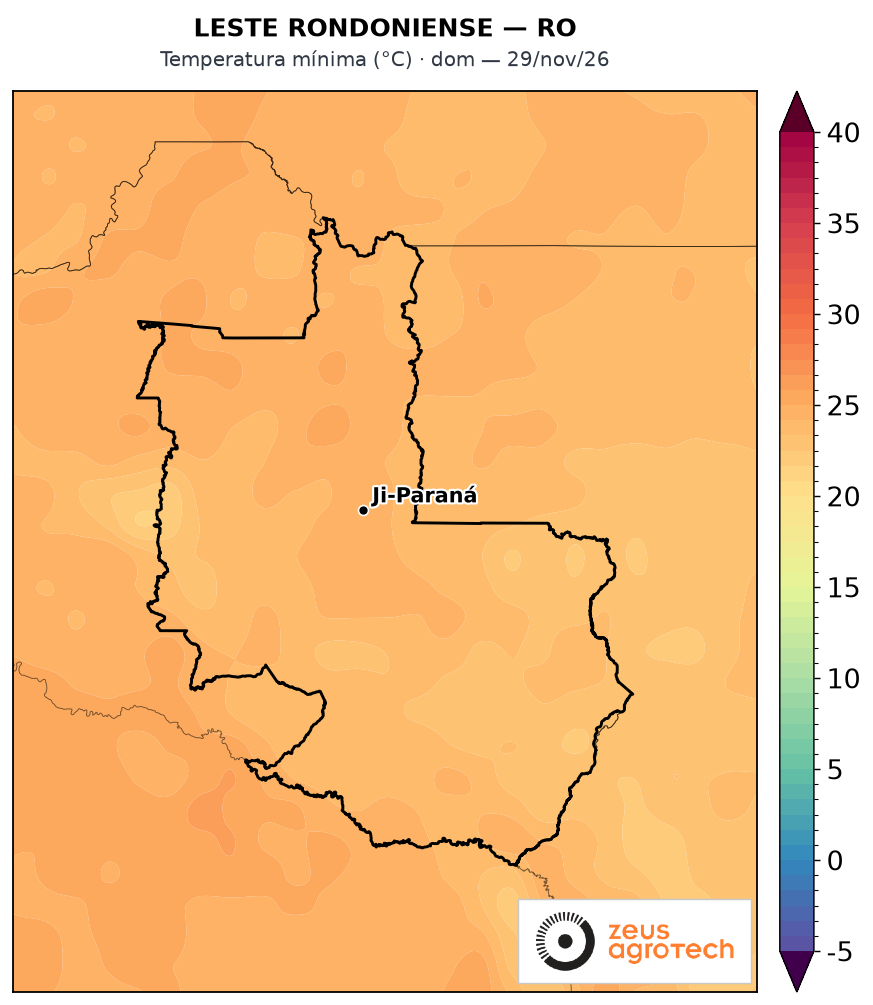 LESTE RONDONIENSE — RO
Temperatura mínima (°C) · dom — 29/nov/26
40
35
30
25
20
15
10
5
0
-5
Ji-Paraná
zeus
agrotech